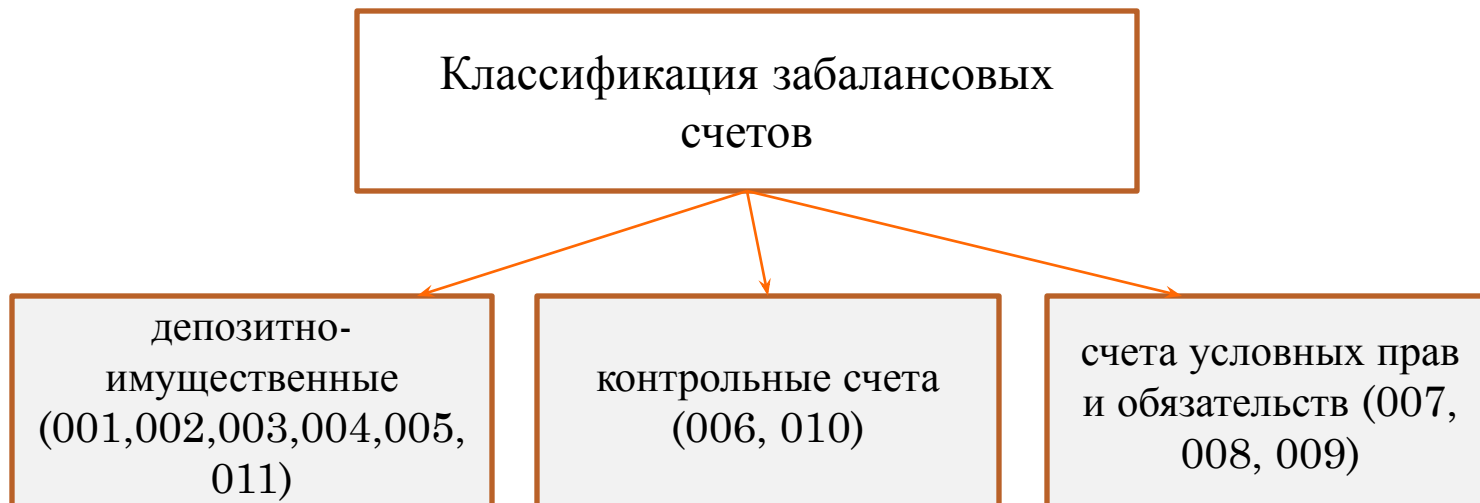 Классификация забалансовых
счетов
депозитно-
имущественные
(001,002,003,004,005,
011)
контрольные счета
(006, 010)
счета условных прав
и обязательств (007,
008, 009)